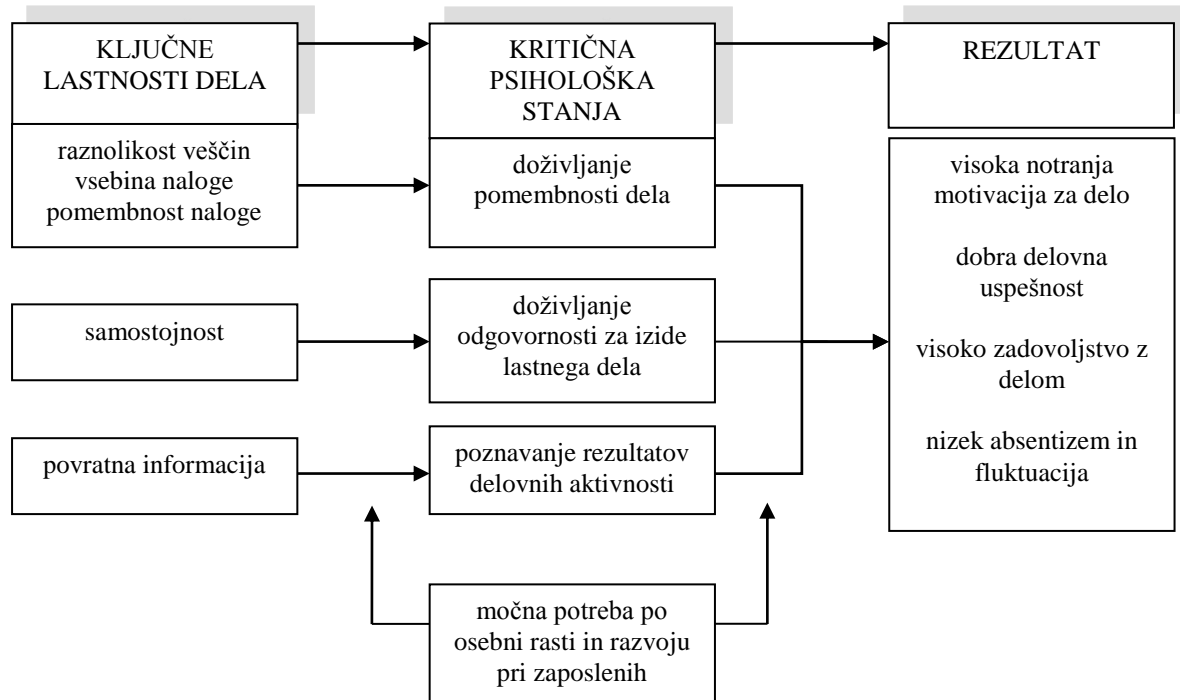 KLJUČNE
LASTNOSTI DELA
KRITIČNA
PSIHOLOŠKA
STANJA
REZULTAT
raznolikost veščin
vsebina naloge
pomembnost naloge
doživljanje
pomembnosti dela
visoka notranja
motivacija za delo
dobra delovna
uspešnost
visoko zadovoljstvo z
delom
nizek absentizem in
fluktuacija
samostojnost
doživljanje
odgovornosti za izide
lastnega dela
povratna informacija
poznavanje rezultatov
delovnih aktivnosti
močna potreba po
osebni rasti in razvoju
pri zaposlenih